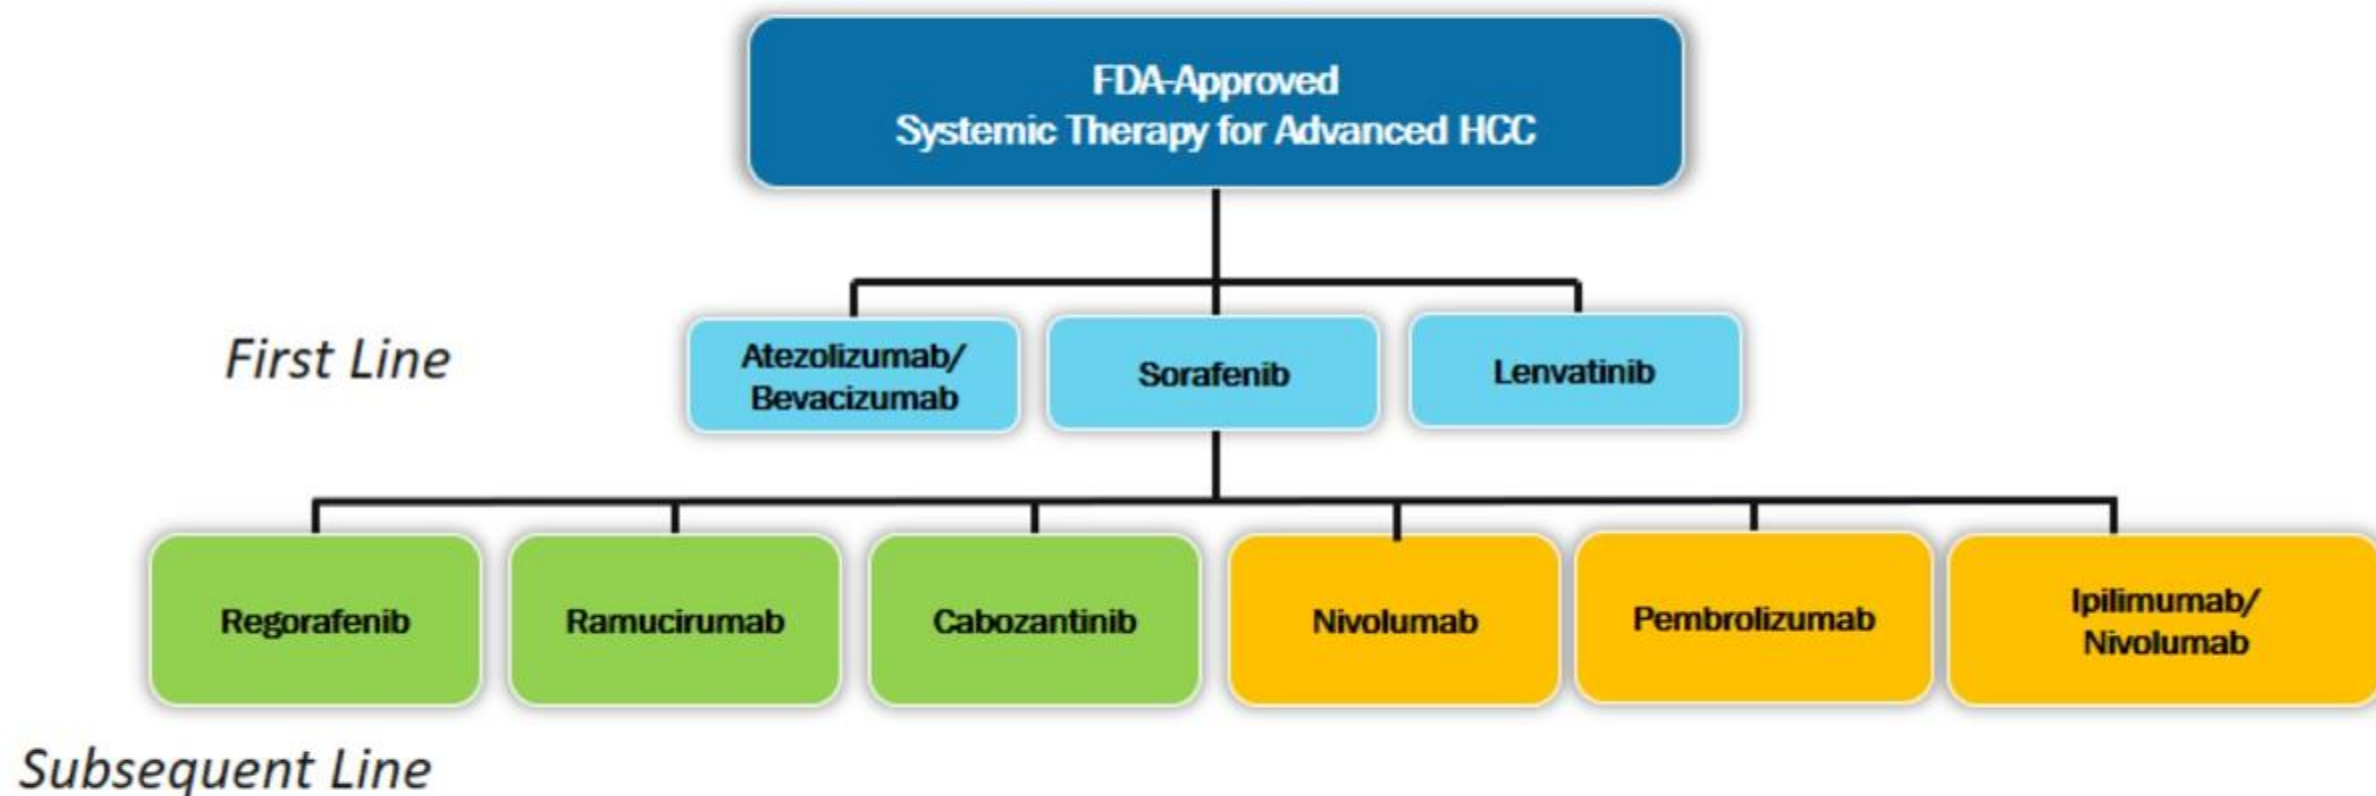 FDA-Approved
Systemic Therapy for Advanced HCC
First Line
Atezolizumab/
Bevacizumab
Sorafenib
Lenvatinib
Regorafenib
Ramucirumab
Cabozantinib
Nivolumab
Pembrolizumab
Ipilimumab/
Nivolumab
Subsequent Line